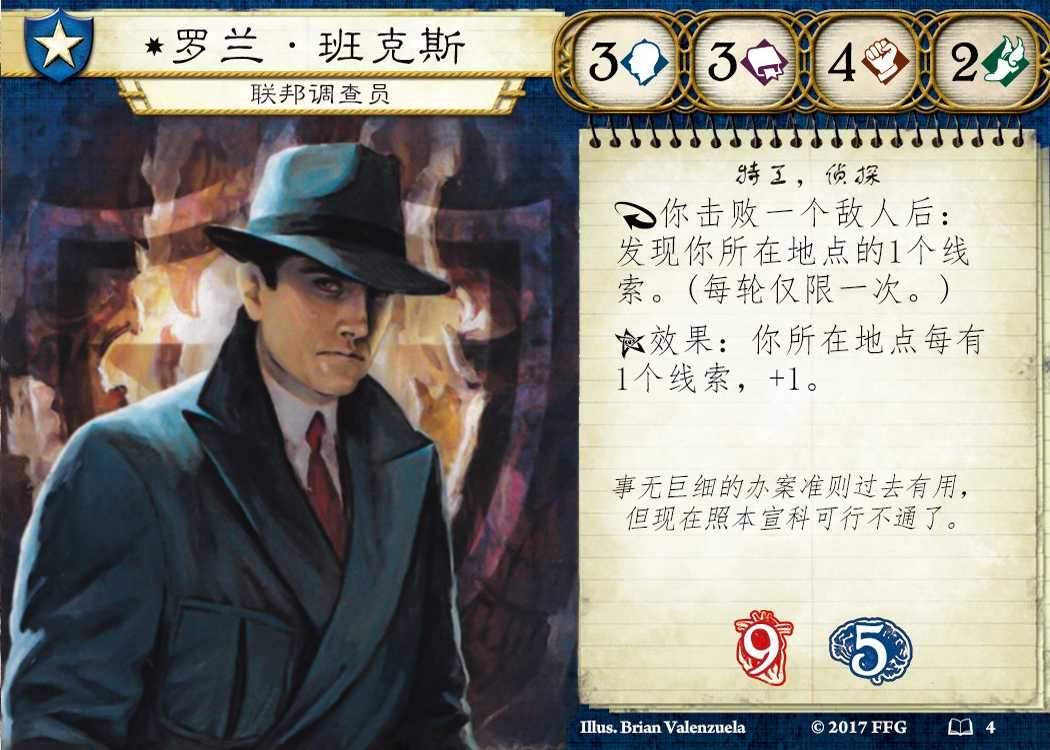 罗兰·班克斯
联邦调查员
3 3 4 2
特工，侦探
你击败一个敌人后：
发现你所在地点的1个线
索。(每轮仅限一次。)
效果：你所在地点每有
1个线索，+1。
事无巨细的办案准则过去有用，
但现在照本宣科可行不通了。
9 5
Illus. Brian Valenzuela © 2017 FFG 4